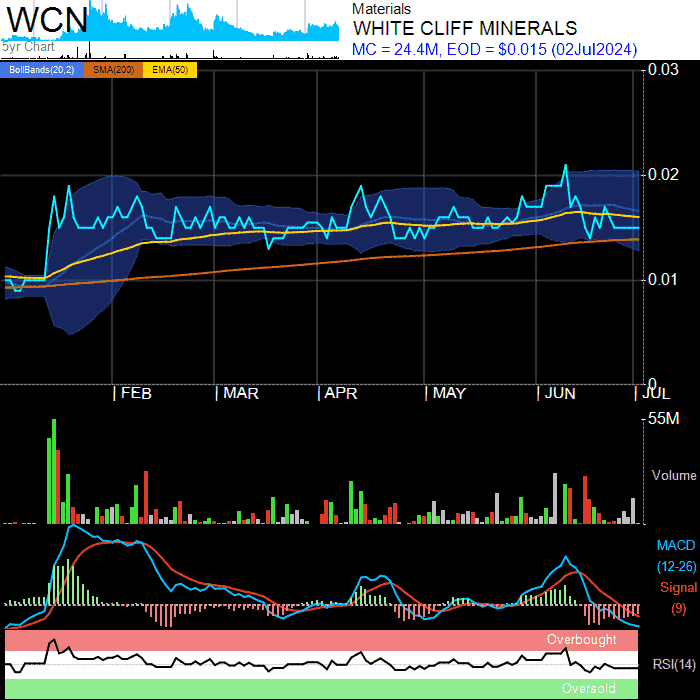 WCN
5yr Chart
Materials
WHITE CLIFF MINERALS
MC = 24.4M, EOD = $0.015 (02Jul2024)
BollBands(20,2) SMA(200) EMA(50)
0.03
0.02
0.01
0
FEB MAR APR MAY JUN JUL
55M
Volume
MACD
(12-26)
Signal
(9)
Overbought
RSI(14)
Oversold